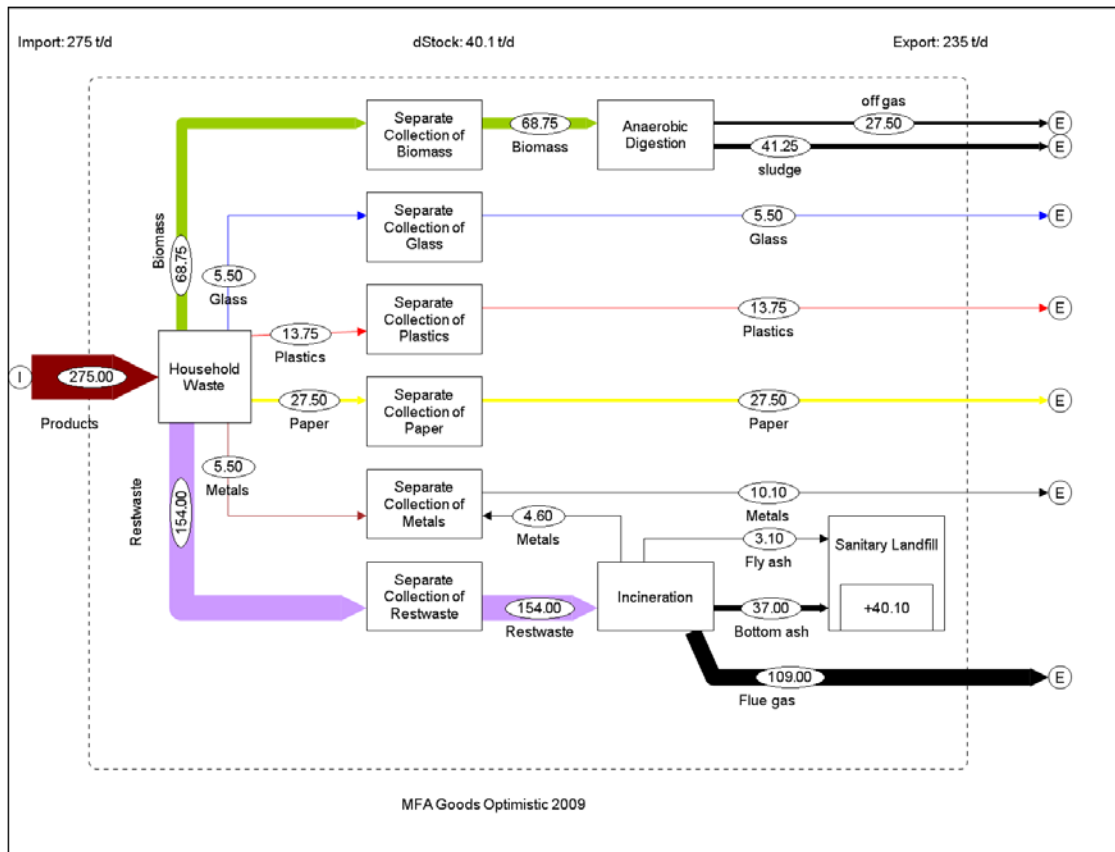 Import: 275 t/d
dStock: 40.1 t/d
Export: 235 t/d
off gas
27.50
E
Separate
Collection of
Biomass
68.75
Biomass
Anaerobic
Digestion
41.25
sludge
E
Biomass
68.75
Separate
Collection of
Glass
5.50
Glass
E
5.50
Glass
Separate
Collection of
Plastics
13.75
Plastics
E
13.75
Plastics
I
275.00
Products
Household
Waste
27.50
Paper
Separate
Collection of
Paper
27.50
Paper
E
5.50
Metals
Separate
Collection of
Metals
10.10
Metals
E
4.60
Metals
3.10
Fly ash
Sanitary Landfill
Restwaste
154.00
Separate
Collection of
Restwaste
154.00
Restwaste
Incineration
37.00
Bottom ash
+40.10
109.00
Flue gas
E
MFA Goods Optimistic 2009